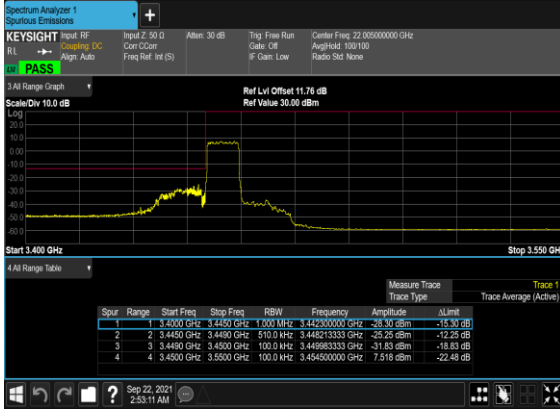 Spectrum Analyzer 1
Spurious Emissions
+
KEYSIGHT Input: RF Input Z: 50 Ω Atten: 30 dB Trig: Free Run Center Freq: 22.005000000 GHz
RL Coupling: DC Corr CCorr Gate: Off Avg|Hold: 100/100
Align: Auto Freq Ref: Int (S) IF Gain: Low Radio Std: None
PASS
3 All Range Graph
Ref Lvl Offset 11.76 dB
Scale/Div 10.0 dB Ref Value 30.00 dBm
Log
20.0
10.0
0.00
-10.0
-20.0
-30.0
-40.0
-50.0
-60.0
Start 3.400 GHz Stop 3.550 GH
4 All Range Table
Measure Trace Trace 1
Trace Type Trace Average (Active)
Spur Range Start Freq Stop Freq RBW Frequency Amplitude ΔLimit
1 1 3.4000 GHz 3.4450 GHz 1.000 MHz 3.442300000 GHz -28.30 dBm -15.30 dB
2 2 3.4450 GHz 3.4490 GHz 510.0 kHz 3.448213333 GHz -25.25 dBm -12.25 dB
3 3 3.4490 GHz 3.4500 GHz 100.0 kHz 3.449983333 GHz -31.83 dBm -18.83 dB
4 4 3.4500 GHz 3.5500 GHz 100.0 kHz 3.454500000 GHz 7.518 dBm -22.48 dB
? Sep 22, 2021
2:53:11 AM